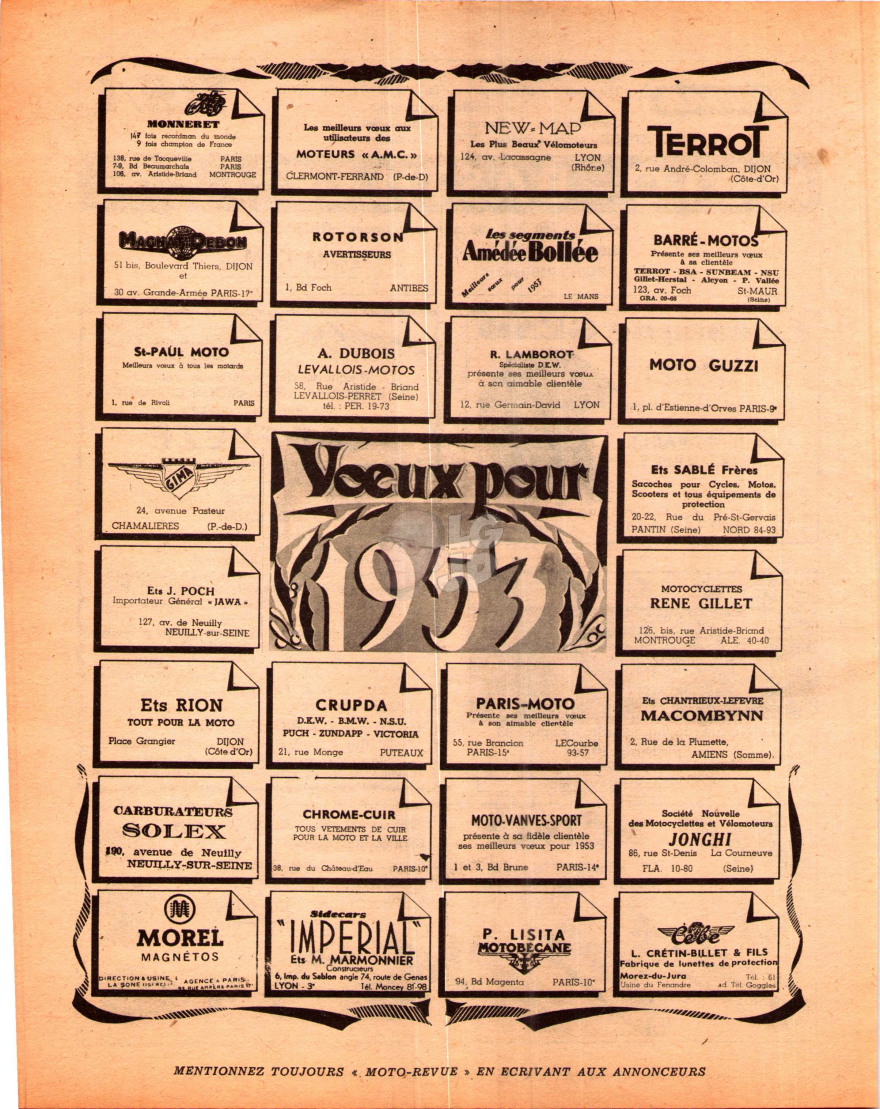 MONNERET
147 fois recordman du monde
9 fois champion de France
138, rue de Tocqueville PARIS
7-9, Bd Beaumarchais PARIS
106, av. Aristide-Briand MONTROUGE
Les meilleurs vœux aux
utilisateurs des
MOTEURS « A.M.C. »
CLERMONT-FERRAND (P-de-D)
NEW-MAP
Les Plus Beaux Vélomoteurs
124, av. Lacassagne LYON
(Rhône)
TERROT
2, rue André-Colomban, DIJON
(Côte-d'Or)
MAGNAT DEBON
51 bis, Boulevard Thiers, DIJON
et
30 av. Grande-Armée PARIS-17e
ROTORSON
AVERTISSEURS
1, Bd Foch ANTIBES
les segments
Amédée Bollée
Meilleurs vœux pour 1953
LE MANS
BARRÉ-MOTOS
Présente ses meilleurs vœux
à sa clientèle
TERROT - BSA - SUNBEAM - NSU
Gillet-Herstal - Alcyon - P. Vallée
123, av. Foch St-MAUR
GRA. 09-66 (Seine)
St-PAUL MOTO
Meilleurs vœux à tous les motards
1, rue de Rivoli PARIS
A. DUBOIS
LEVALLOIS-MOTOS
58, Rue Aristide - Briand
LEVALLOIS-PERRET (Seine)
tél. : PER. 19-73
R. LAMBOROT
Spécialiste D.K.W.
présente ses meilleurs vœux
à son aimable clientèle
12, rue Germain-David LYON
MOTO GUZZI
1, pl. d'Estienne-d'Orves PARIS-9e
GIMA
24, avenue Pasteur
CHAMALIERES (P.-de-D.)
Vœux pour
1953
Ets SABLÉ Frères
Sacoches pour Cycles, Motos,
Scooters et tous équipements de
protection
20-22, Rue du Pré-St-Gervais
PANTIN (Seine) NORD 84-93
Ets J. POCH
Importateur Général « JAWA »
127, av. de Neuilly
NEUILLY-sur-SEINE
MOTOCYCLETTES
RENE GILLET
126, bis, rue Aristide-Briand
MONTROUGE ALE. 40-40
Ets RION
TOUT POUR LA MOTO
Place Grangier DIJON
(Côte d'Or)
CRUPDA
D.K.W. - B.M.W. - N.S.U.
PUCH - ZUNDAPP - VICTORIA
21, rue Monge PUTEAUX
PARIS-MOTO
Présente ses meilleurs vœux
à son aimable clientèle
55, rue Brancion LECourbe
PARIS-15e 93-57
Ets CHANTRIEUX-LEFEVRE
MACOMBYNN
2, Rue de la Plumette,
AMIENS (Somme).
CARBURATEURS
SOLEX
190, avenue de Neuilly
NEUILLY-SUR-SEINE
CHROME-CUIR
TOUS VETEMENTS DE CUIR
POUR LA MOTO ET LA VILLE
38, rue du Château-d'Eau PARIS-10e
MOTO-VANVES-SPORT
présente à sa fidèle clientèle
ses meilleurs vœux pour 1953
1 et 3, Bd Brune PARIS-14e
Société Nouvelle
des Motocyclettes et Vélomoteurs
JONGHI
86, rue St-Denis La Courneuve
FLA. 10-80 (Seine)
MOREL
MAGNÉTOS
DIRECTION & USINE AGENCE A PARIS
LA SÔNE (ISÈRE) RUE AMPÈRE PARIS 17e
Sidecars
"IMPERIAL"
Ets M. MARMONNIER
Constructeurs
6, Imp. du Sablon angle 74, route de Genas
LYON - 3e Tél. Moncey 81-98
P. LISITA
MOTOBECANE
94, Bd Magenta PARIS-10e
Cébé
L. CRÉTIN-BILLET & FILS
Fabrique de lunettes de protection
Morez-du-Jura Tél. : 61
Usine du Fenandre ad. Tél. Goggles
MENTIONNEZ TOUJOURS « MOTO-REVUE » EN ECRIVANT AUX ANNONCEURS